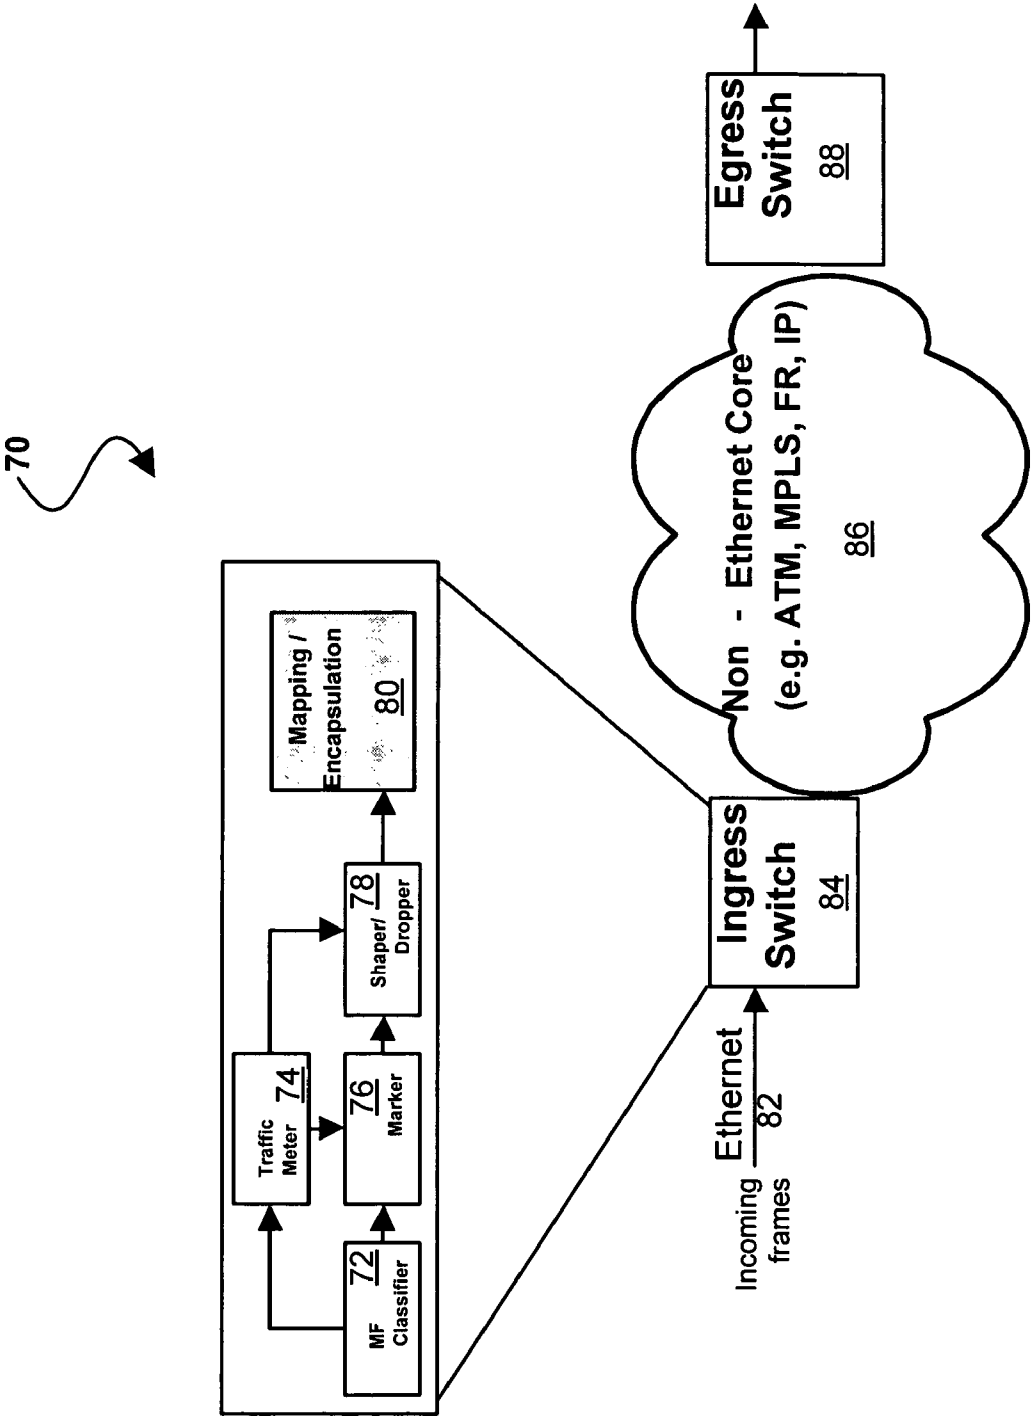 70
Traffic
Meter
74
MF
Classifier
72
Marker
76
Shaper/
Dropper
78
Mapping /
Encapsulation
80
Incoming
frames
Ethernet
82
Ingress
Switch
84
Non - Ethernet Core
(e.g. ATM, MPLS, FR, IP)
86
Egress
Switch
88